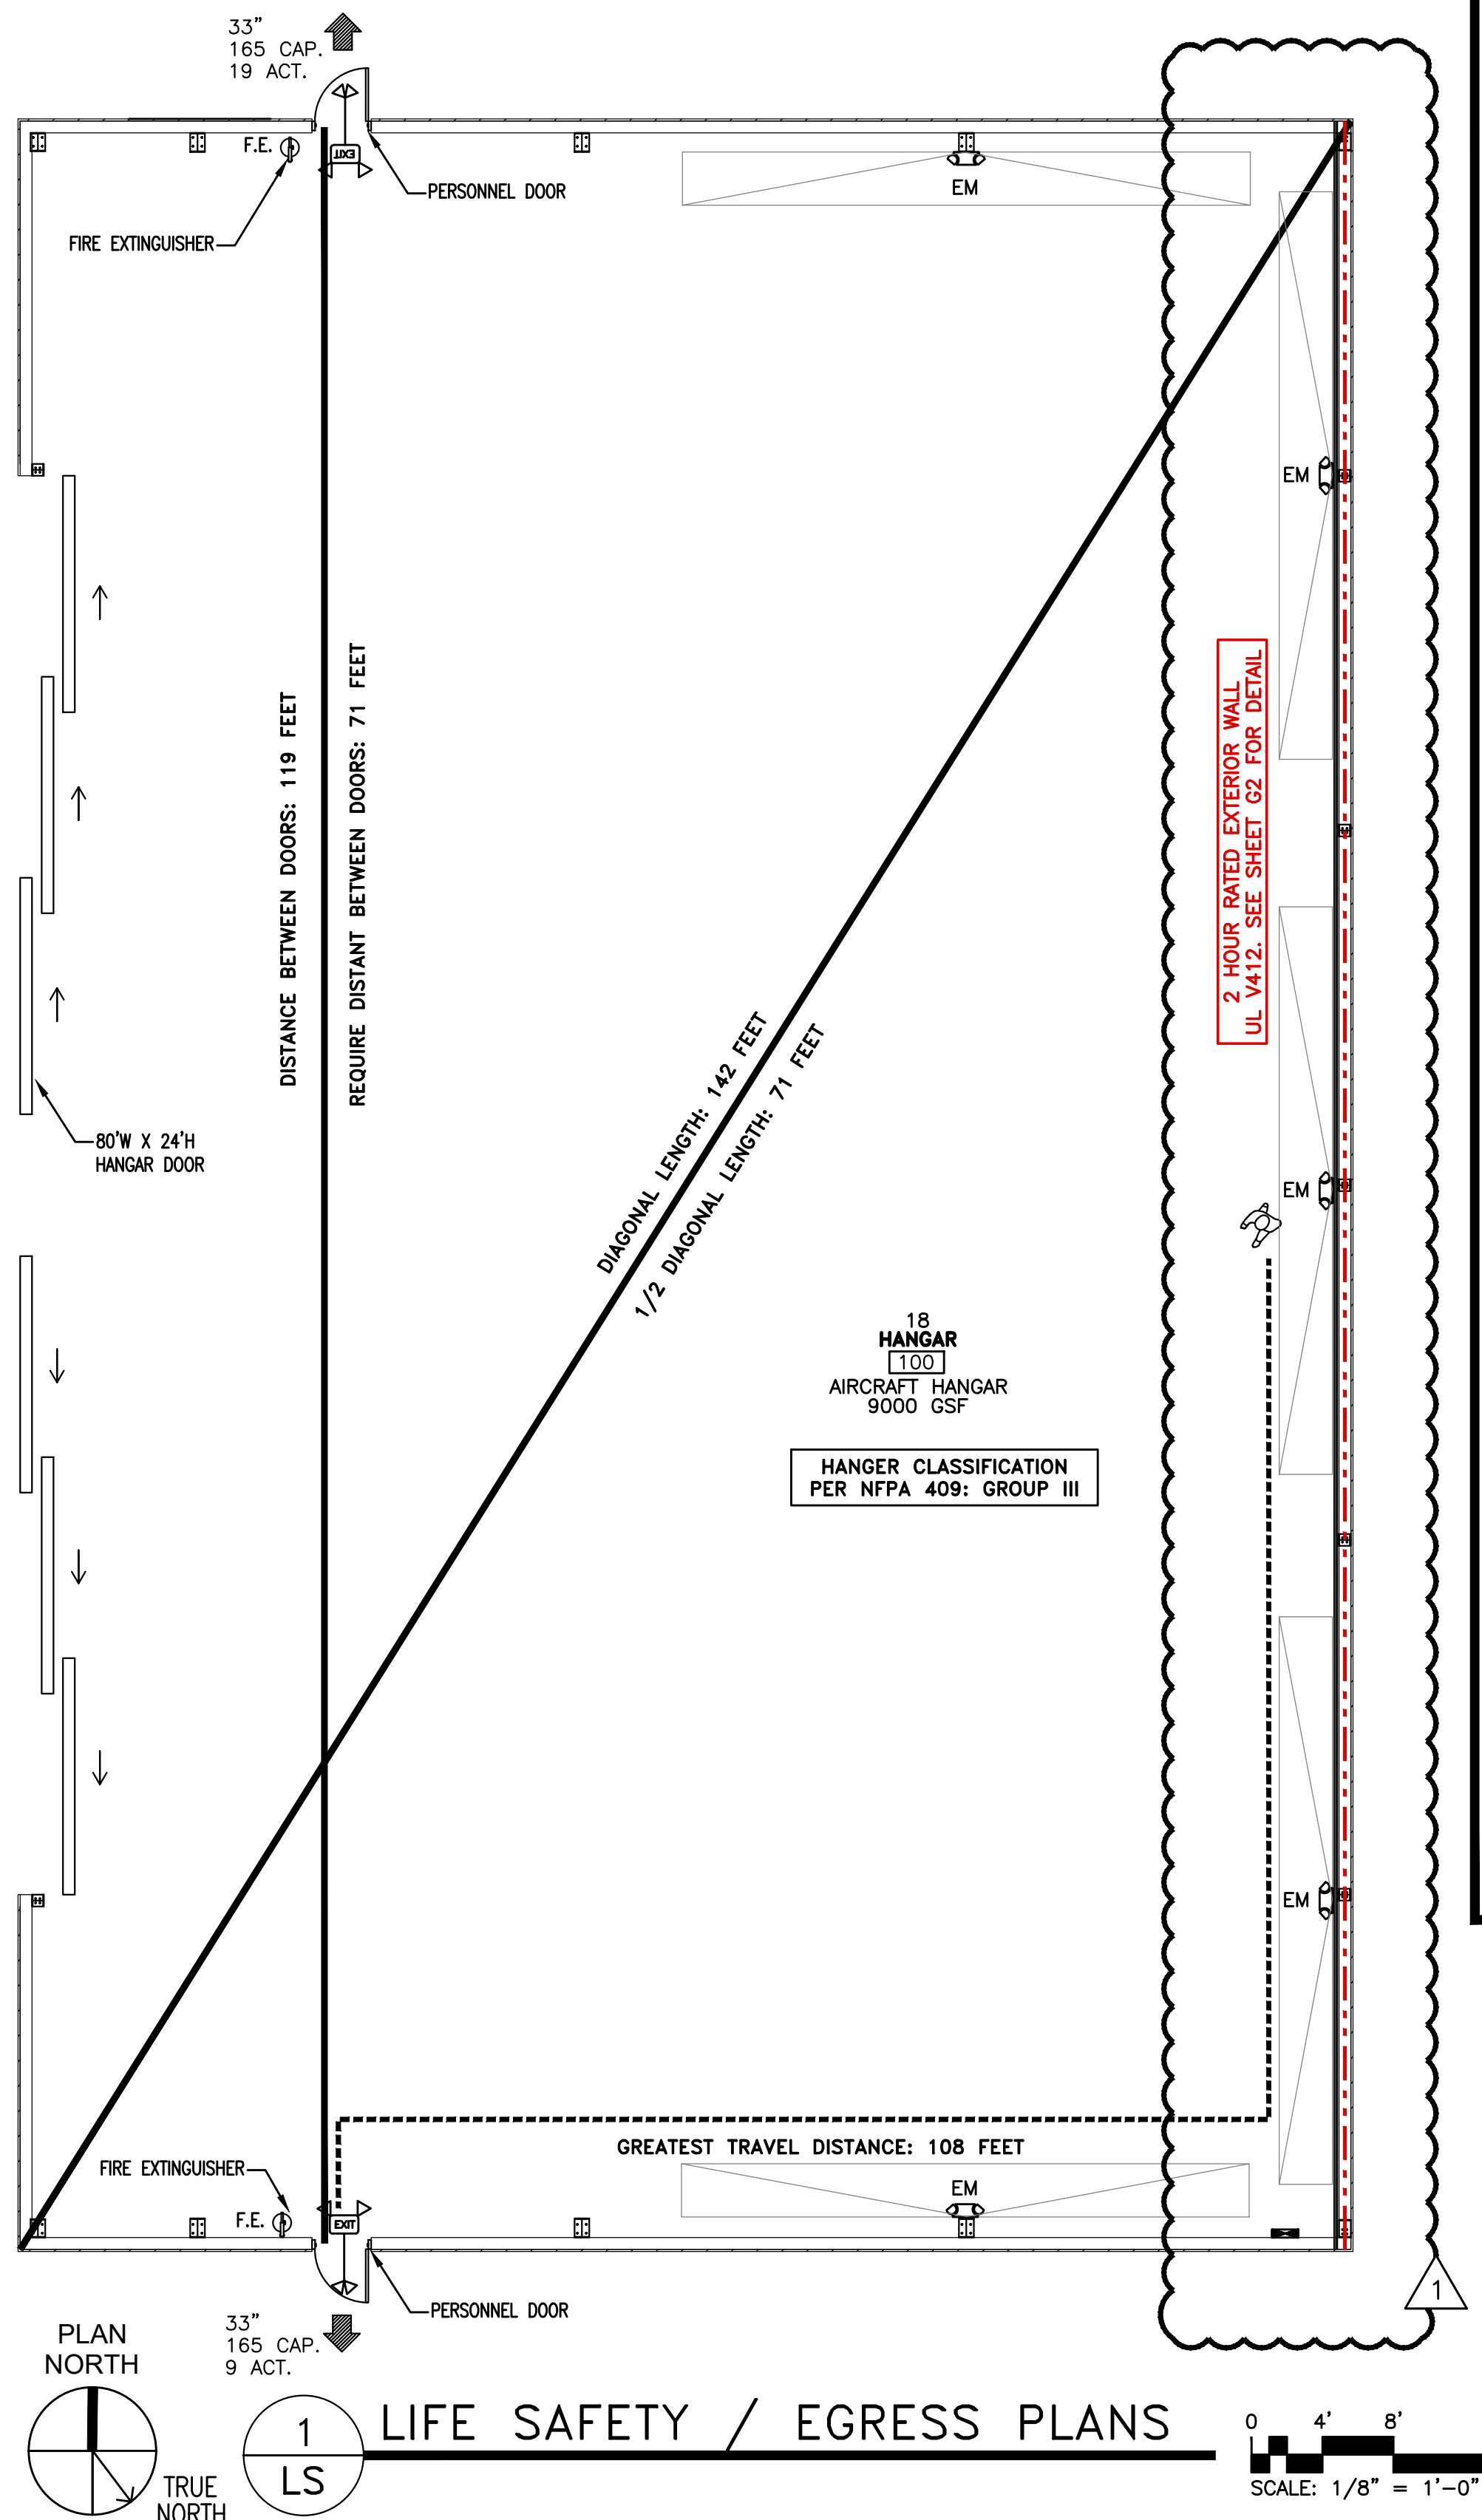 33"
165 CAP.
19 ACT.
F.E.
EXIT
PERSONNEL DOOR
EM
FIRE EXTINGUISHER
EM
DISTANCE BETWEEN DOORS: 119 FEET
REQUIRE DISTANT BETWEEN DOORS: 71 FEET
2 HOUR RATED EXTERIOR WALL
UL V412. SEE SHEET G2 FOR DETAIL
DIAGONAL LENGTH: 142 FEET
1/2 DIAGONAL LENGTH: 71 FEET
80'W X 24'H
HANGAR DOOR
EM
18
HANGAR
100
AIRCRAFT HANGAR
9000 GSF
HANGER CLASSIFICATION
PER NFPA 409: GROUP III
EM
GREATEST TRAVEL DISTANCE: 108 FEET
FIRE EXTINGUISHER
EM
F.E.
EXIT
PERSONNEL DOOR
1
33"
165 CAP.
9 ACT.
PLAN
NORTH
TRUE
NORTH
1
LS
LIFE SAFETY / EGRESS PLANS
0 4' 8'
SCALE: 1/8" = 1'-0"